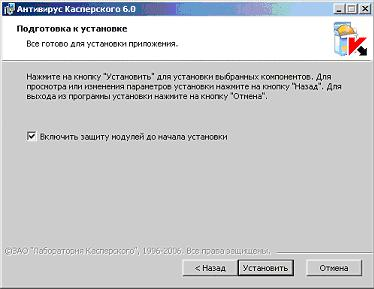 Антивирус Касперского 6.0
Подготовка к установке
Все готово для установки приложения.
Нажмите на кнопку "Установить" для установки выбранных компонентов. Для
просмотра или изменения параметров установки нажмите на кнопку "Назад". Для
выхода из программы установки нажмите на кнопку "Отмена".
Включить защиту модулей до начала установки
©ЗАО "Лаборатория Касперского", 1996-2006. Все права защищены.
< Назад
Установить
Отмена